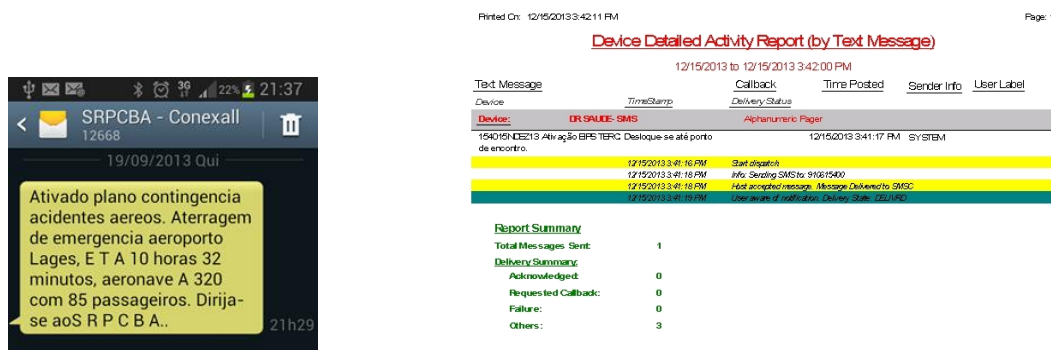 3G 22% 21:37
SRPCBA - Conexall
12668
19/09/2013 Qui
Ativado plano contingencia
acidentes aereos. Aterragem
de emergencia aeroporto
Lages, E T A 10 horas 32
minutos, aeronave A 320
com 85 passageiros. Dirija-
se aoS R P C B A..
21h29
Printed On: 12/15/2013 3:42:11 PM Page:
Device Detailed Activity Report (by Text Message)
12/15/2013 to 12/15/2013 3:42:00 PM
Text Message Callback Time Posted Sender Info User Label
Device TimeStamp Delivery Status
Device: DR SAUDE- SMS Alphanumeric Pager
154015NDEZ13 Ativação EIPS TERC. Desloque-se até ponto 12/15/2013 3:41:17 PM SYSTEM
de encontro.
12/15/2013 3:41:16 PM Start dispatch
12/15/2013 3:41:18 PM Info: Sending SMS to: 910615400
12/15/2013 3:41:18 PM Host accepted message. Message Delivered to SMSC
12/15/2013 3:41:19 PM User aware of notification. Delivery State: DELIVRD
Report Summary
Total Messages Sent: 1
Delivery Summary:
Acknowledged: 0
Requested Callback: 0
Failure: 0
Others: 3